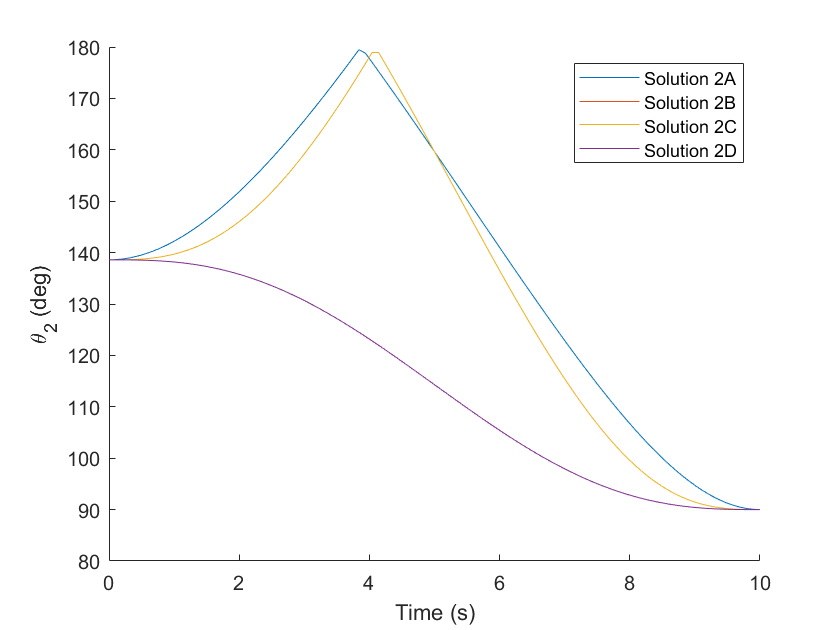 180
170
160
150
140
130
120
110
100
90
80
θ2 (deg)
0 2 4 6 8 10
Time (s)
Solution 2A
Solution 2B
Solution 2C
Solution 2D